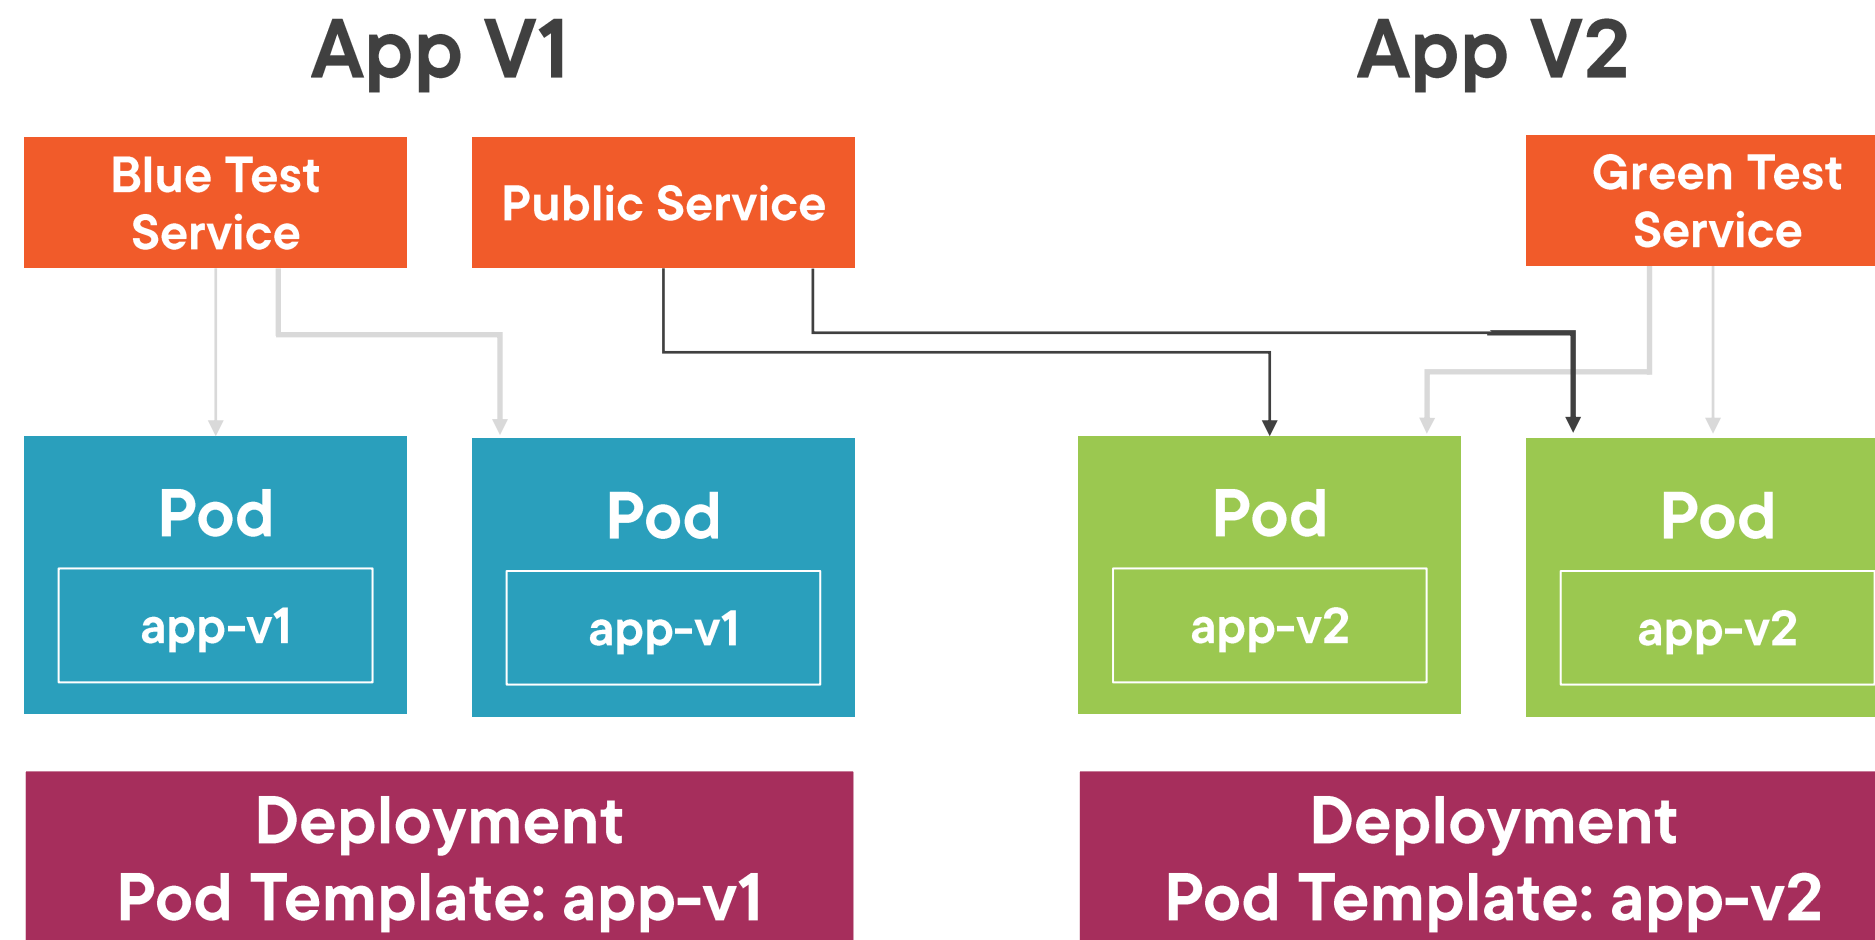 App V1
App V2
Blue Test
Service
Public Service
Green Test
Service
Pod
app-v1
Pod
app-v1
Pod
app-v2
Pod
app-v2
Deployment
Pod Template: app-v1
Deployment
Pod Template: app-v2